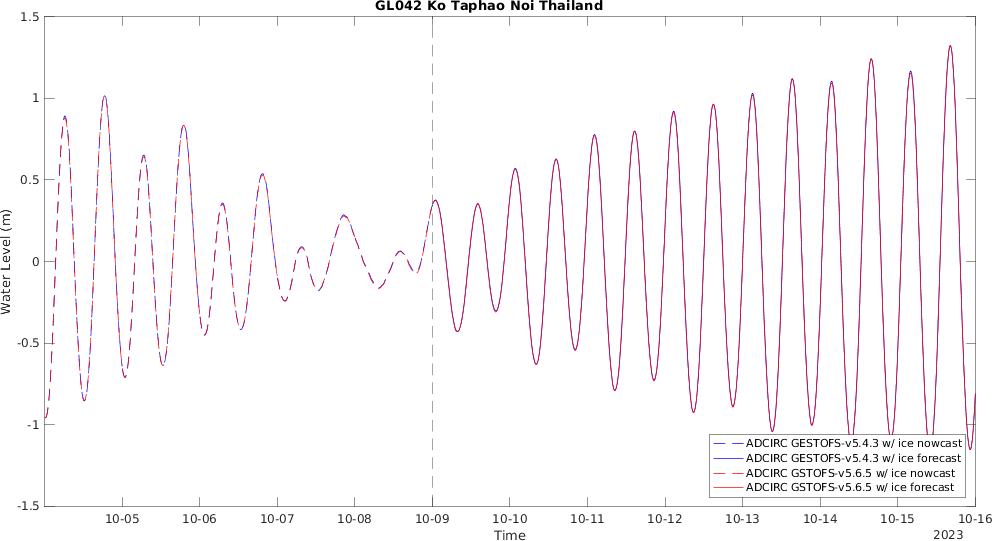 GL042 Ko Taphao Noi Thailand
1.5
1
0.5
0
-0.5
-1
-1.5
Water Level (m)
ADCIRC GESTOFS-v5.4.3 w/ ice nowcast
ADCIRC GESTOFS-v5.4.3 w/ ice forecast
ADCIRC GSTOFS-v5.6.5 w/ ice nowcast
ADCIRC GSTOFS-v5.6.5 w/ ice forecast
10-05 10-06 10-07 10-08 10-09 10-10 10-11 10-12 10-13 10-14 10-15 10-16
Time
2023